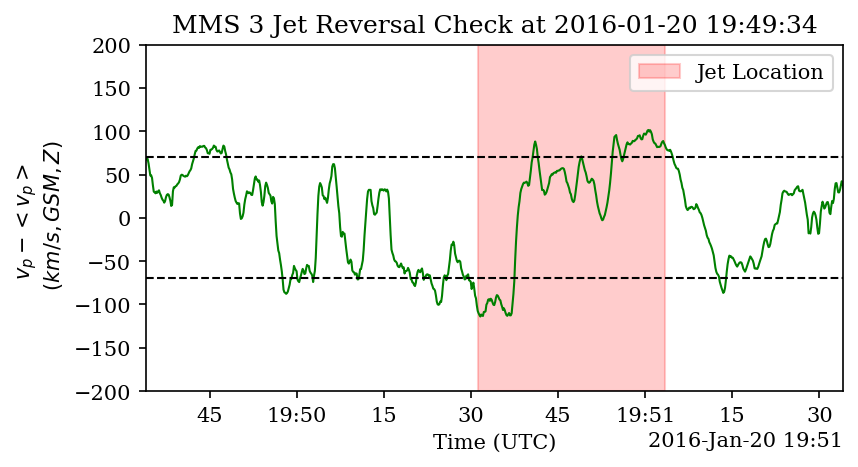 MMS 3 Jet Reversal Check at 2016-01-20 19:49:34
200
150
100
50
0
−50
−100
−150
−200
v_p − <v_p>
(km/s, GSM, Z)
Jet Location
45 19:50 15 30 45 19:51 15 30
Time (UTC)
2016-Jan-20 19:51